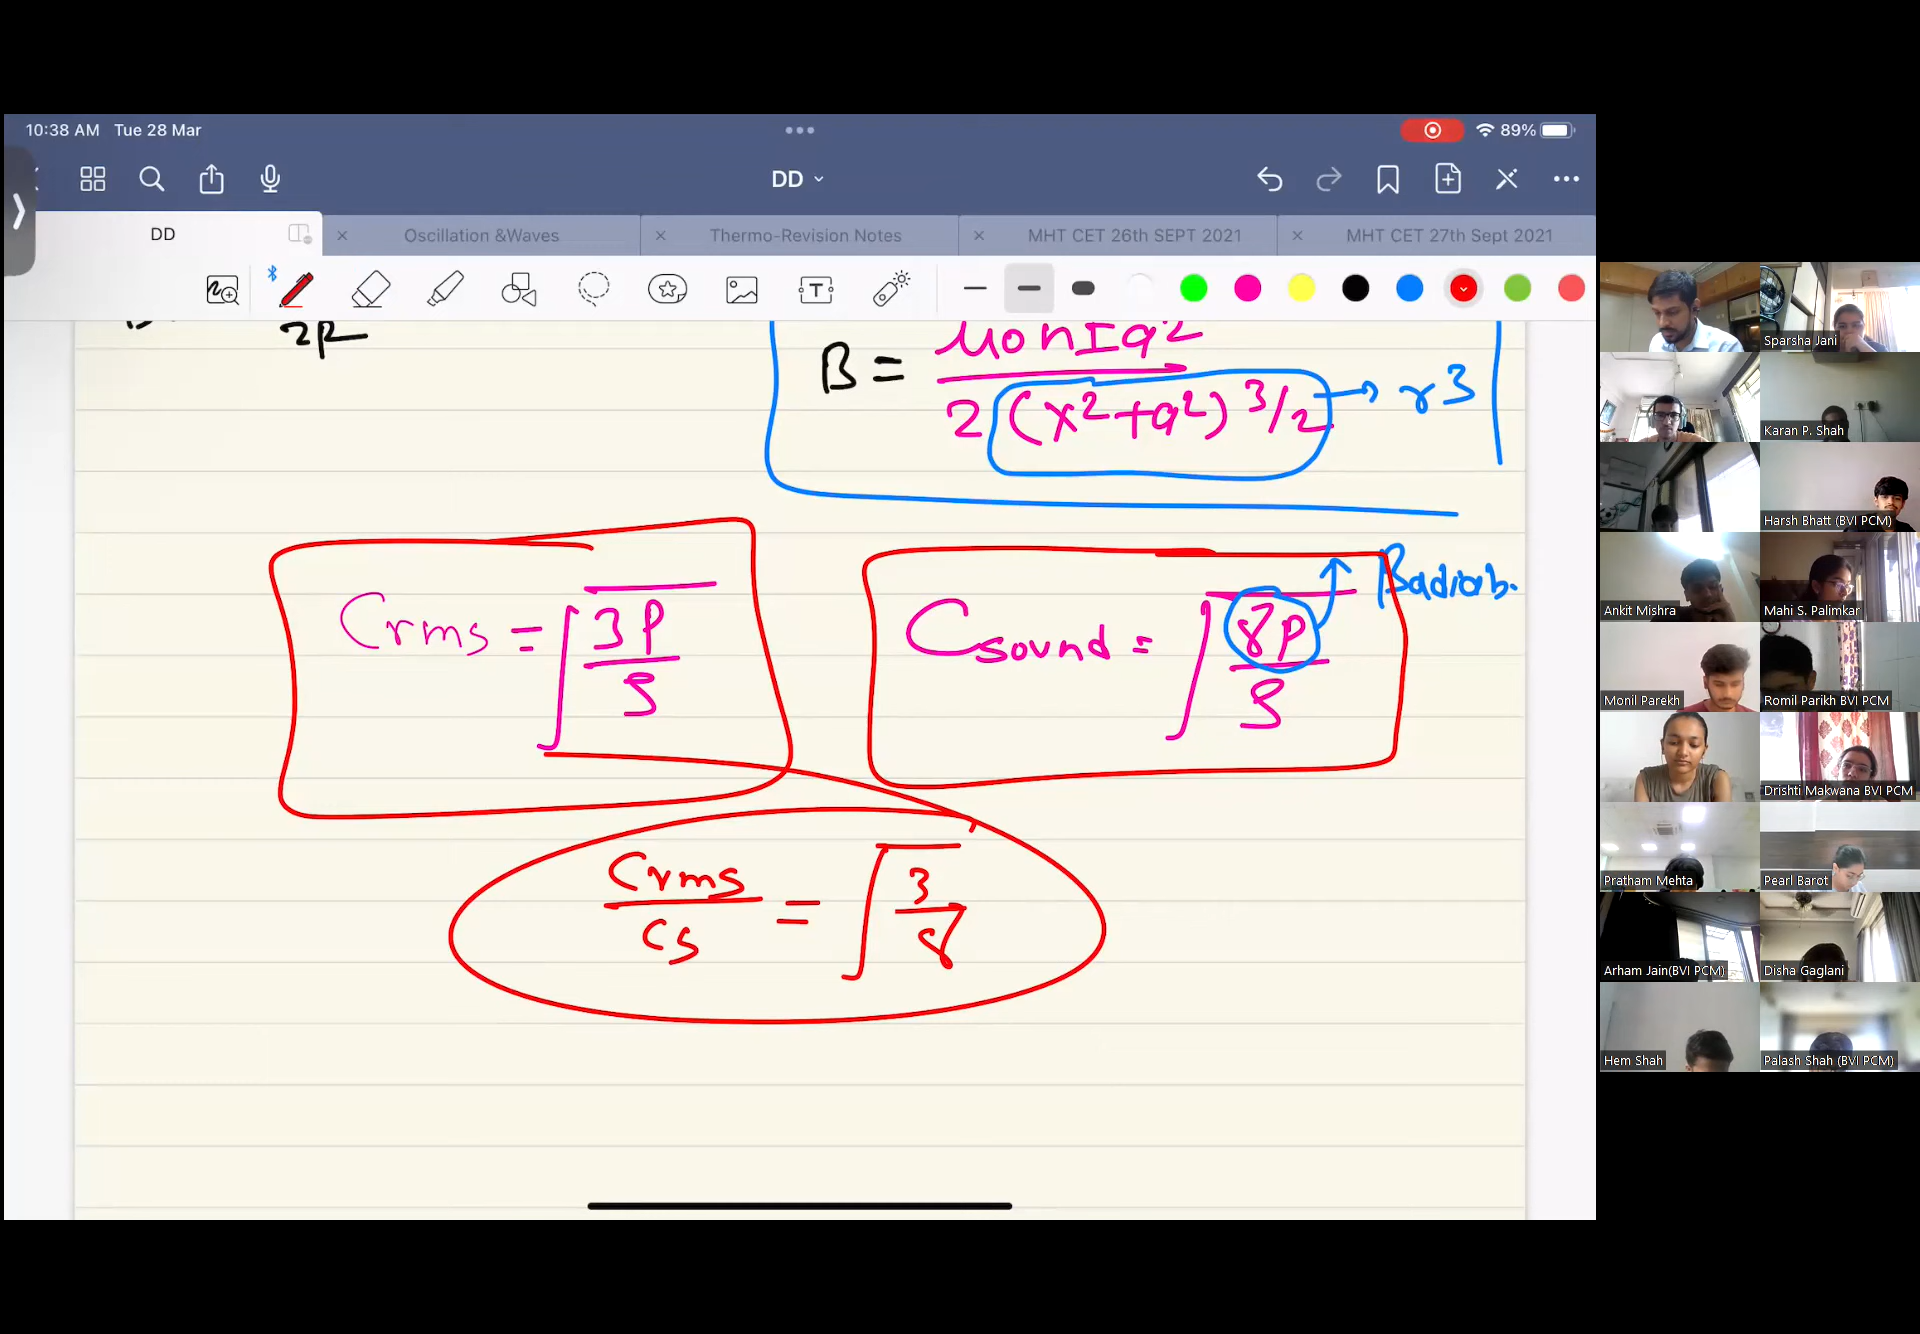 10:38 AM Tue 28 Mar
89%
DD
DD
Oscillation &Waves
Thermo-Revision Notes
MHT CET 26th SEPT 2021
MHT CET 27th Sept 2021
B = μ0 n I a2 / 2 (x2+a2) 3/2 → r3
Crms = √ 3P / ρ
Csound = √ γP / ρ
Badiab.
Crms / Cs = √ 3 / γ
Sparsha Jani
Karan P. Shah
Harsh Bhatt (BVI PCM)
Ankit Mishra
Mahi S. Palimkar
Monil Parekh
Romil Parikh BVI PCM
Drishti Makwana BVI PCM
Pratham Mehta
Pearl Barot
Arham Jain(BVI PCM)
Disha Gaglani
Hem Shah
Palash Shah (BVI PCM)